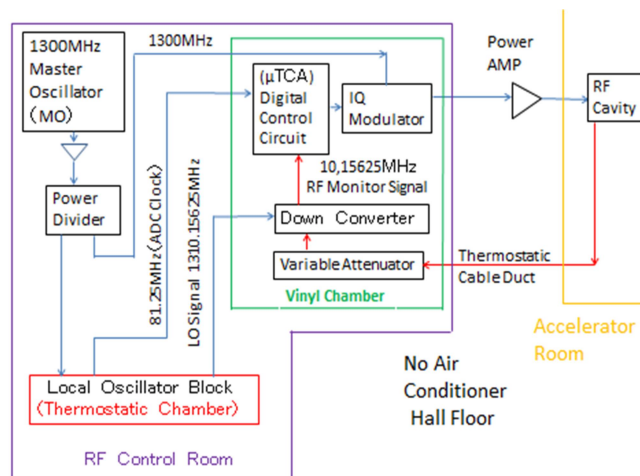 1300MHz
Master
Oscillator
(MO)
1300MHz
Power
Divider
81.25MHz(ADCClock)
LO Signal 1310.15625MHz
(μTCA)
Digital
Control
Circuit
IQ
Modulator
10,15625MHz
RF Monitor Signal
Down Converter
Variable Attenuator
Vinyl Chamber
Power
AMP
RF
Cavity
Thermostatic
Cable Duct
Accelerator
Room
No Air
Conditioner
Hall Floor
Local Oscillator Block
(Thermostatic Chamber)
RF Control Room